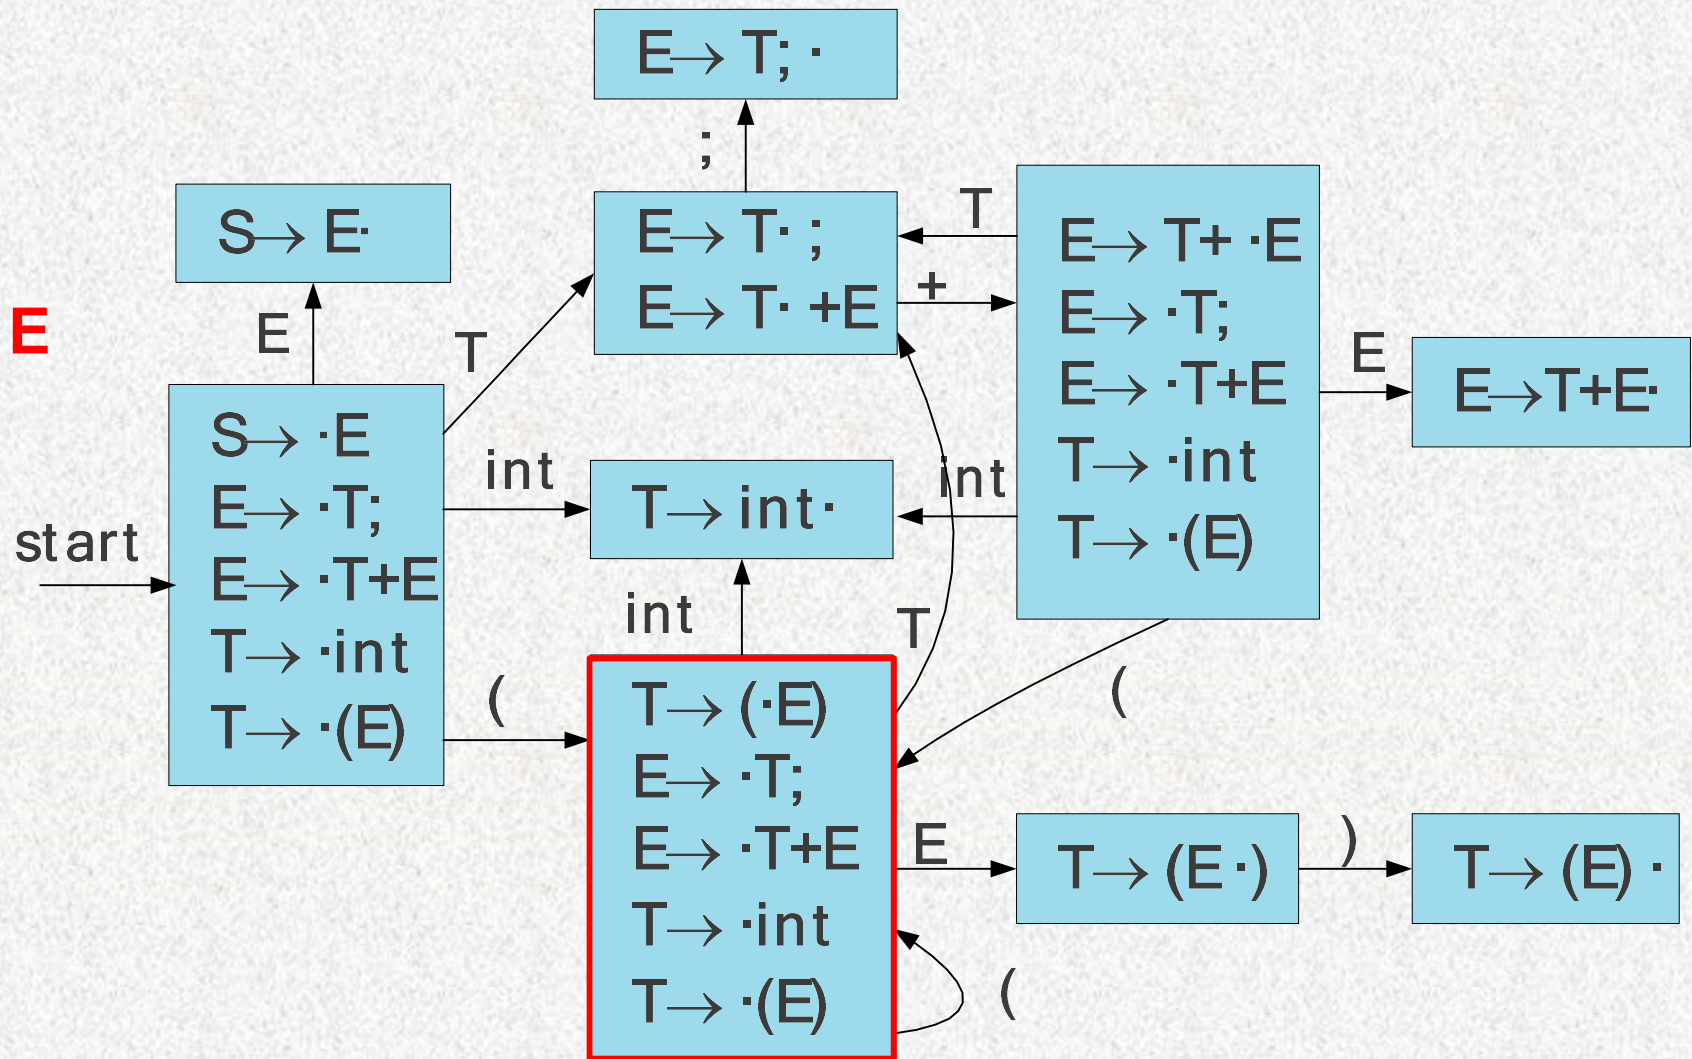 E→ T; ·
;
S→ E·
E→ T· ;
E→ T· +E
T
+
E→ T+ ·E
E→ ·T;
E→ ·T+E
T→ ·int
T→ ·(E)
E
E
T
E
E→T+E·
start
S→ ·E
E→ ·T;
E→ ·T+E
T→ ·int
T→ ·(E)
int
T→ int·
int
int
T
(
(
T→ (·E)
E→ ·T;
E→ ·T+E
T→ ·int
T→ ·(E)
E
T→ (E ·)
)
T→ (E) ·
(